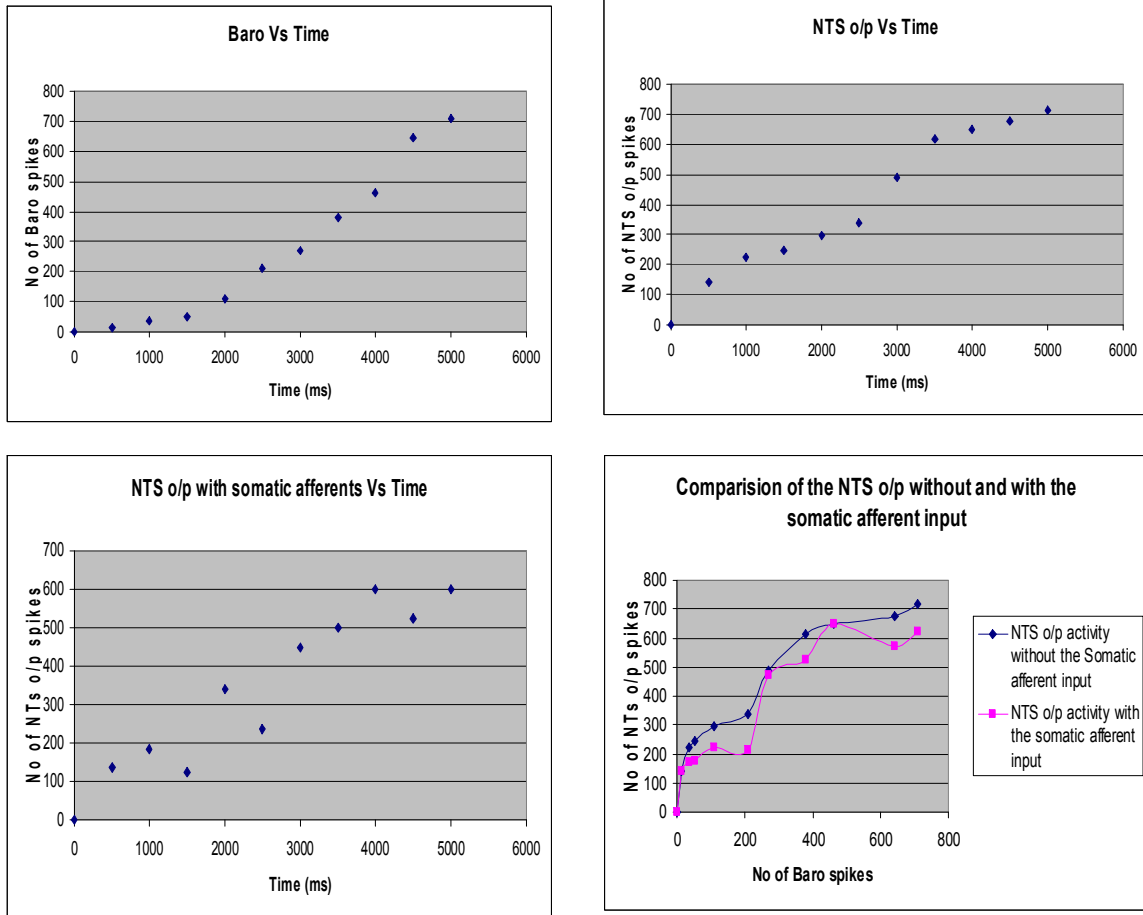 Baro Vs Time
No of Baro spikes
800
700
600
500
400
300
200
100
0
0 1000 2000 3000 4000 5000 6000
Time (ms)
NTS o/p Vs Time
No of NTS o/p spikes
800
700
600
500
400
300
200
100
0
0 1000 2000 3000 4000 5000 6000
Time (ms)
NTS o/p with somatic afferents Vs Time
No of NTs o/p spikes
700
600
500
400
300
200
100
0
0 1000 2000 3000 4000 5000 6000
Time (ms)
Comparision of the NTS o/p without and with the
somatic afferent input
No of NTs o/p spikes
800
700
600
500
400
300
200
100
0
0 200 400 600 800
No of Baro spikes
NTS o/p activity
without the Somatic
afferent input
NTS o/p activity with
the somatic afferent
input